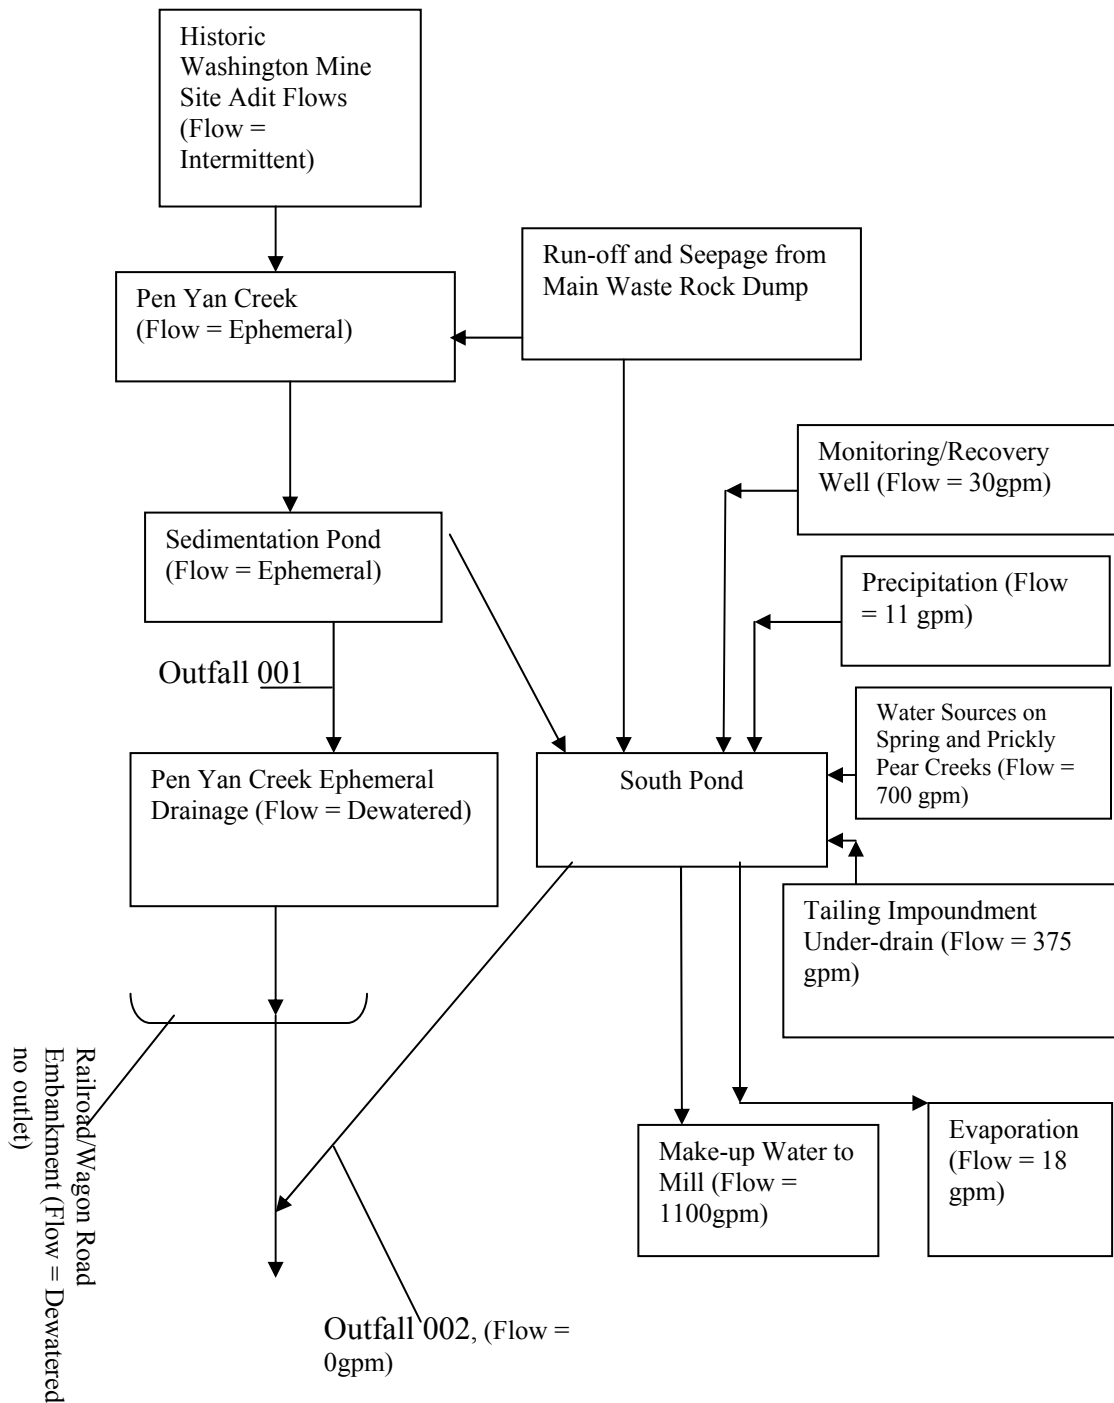 Historic
Washington Mine
Site Adit Flows
(Flow =
Intermittent)
Run-off and Seepage from
Main Waste Rock Dump
Pen Yan Creek
(Flow = Ephemeral)
Monitoring/Recovery
Well (Flow = 30gpm)
Sedimentation Pond
(Flow = Ephemeral)
Precipitation (Flow
= 11 gpm)
Outfall 001
Water Sources on
Spring and Prickly
Pear Creeks (Flow =
700 gpm)
Pen Yan Creek Ephemeral
Drainage (Flow = Dewatered)
South Pond
Tailing Impoundment
Under-drain (Flow = 375
gpm)
Railroad/Wagon Road
Embankment (Flow = Dewatered
no outlet)
Make-up Water to
Mill (Flow =
1100gpm)
Evaporation
(Flow = 18
gpm)
Outfall 002, (Flow =
0gpm)